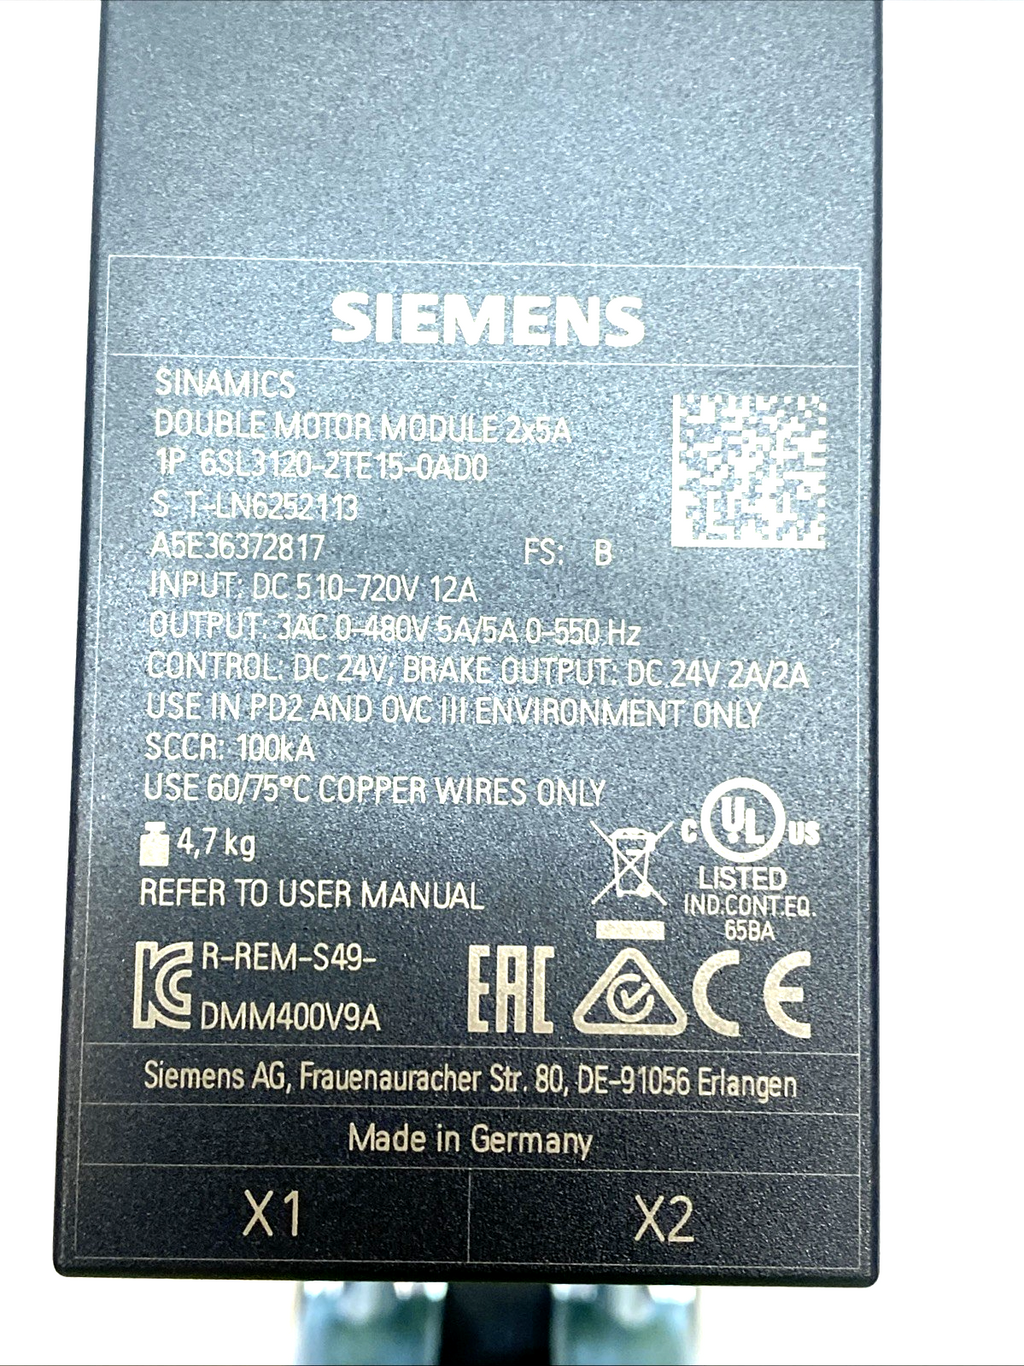 SIEMENS
SINAMICS
DOUBLE MOTOR MODULE 2x5A
1P 6SL3120-2TE15-0AD0
S T-LN6252113
A5E36372817 FS: B
INPUT: DC 510-720V 12A
OUTPUT: 3AC 0-480V 5A/5A 0-550 Hz
CONTROL: DC 24V; BRAKE OUTPUT: DC 24V 2A/2A
USE IN PD2 AND OVC III ENVIRONMENT ONLY
SCCR: 100kA
USE 60/75°C COPPER WIRES ONLY
4,7 kg
C UL US
LISTED
IND.CONT.EQ.
65BA
REFER TO USER MANUAL
R-REM-S49-
DMM400V9A
EAC CE
Siemens AG, Frauenauracher Str. 80, DE-91056 Erlangen
Made in Germany
X1 X2